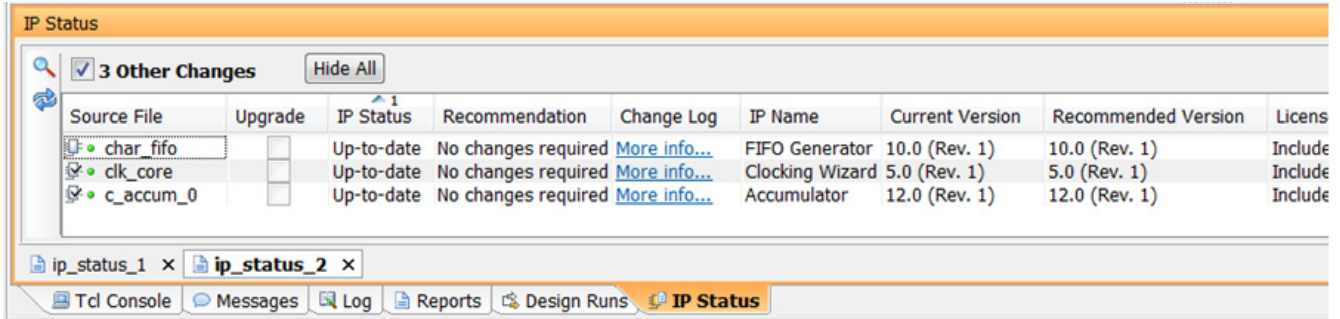 IP Status
3 Other Changes Hide All
Source File Upgrade IP Status 1 Recommendation Change Log IP Name Current Version Recommended Version Licens
char_fifo Up-to-date No changes required More info... FIFO Generator 10.0 (Rev. 1) 10.0 (Rev. 1) Include
clk_core Up-to-date No changes required More info... Clocking Wizard 5.0 (Rev. 1) 5.0 (Rev. 1) Include
c_accum_0 Up-to-date No changes required More info... Accumulator 12.0 (Rev. 1) 12.0 (Rev. 1) Include
ip_status_1 × ip_status_2 ×
Tcl Console Messages Log Reports Design Runs IP Status